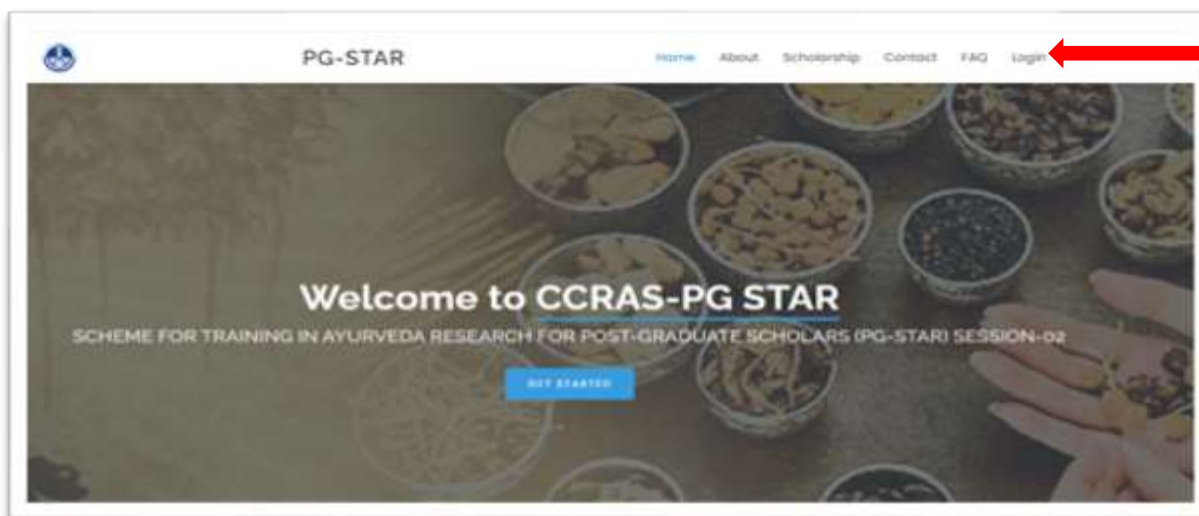 PG-STAR
Home About Scholarship Contact FAQ Login
Welcome to CCRAS-PG STAR
SCHEME FOR TRAINING IN AYURVEDA RESEARCH FOR POST-GRADUATE SCHOLARS (PG-STAR) SESSION-02
GET STARTED